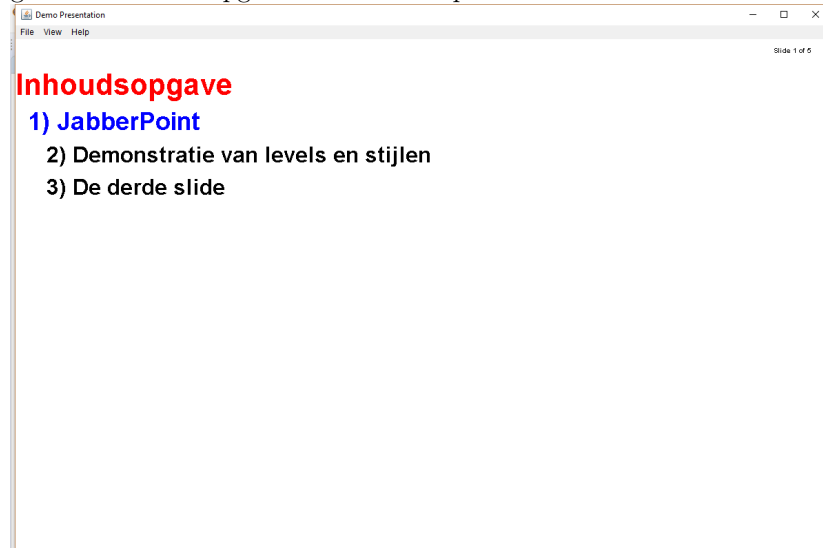 Demo Presentation
File View Help
Slide 1 of 5
Inhoudsopgave
1) JabberPoint
2) Demonstratie van levels en stijlen
3) De derde slide